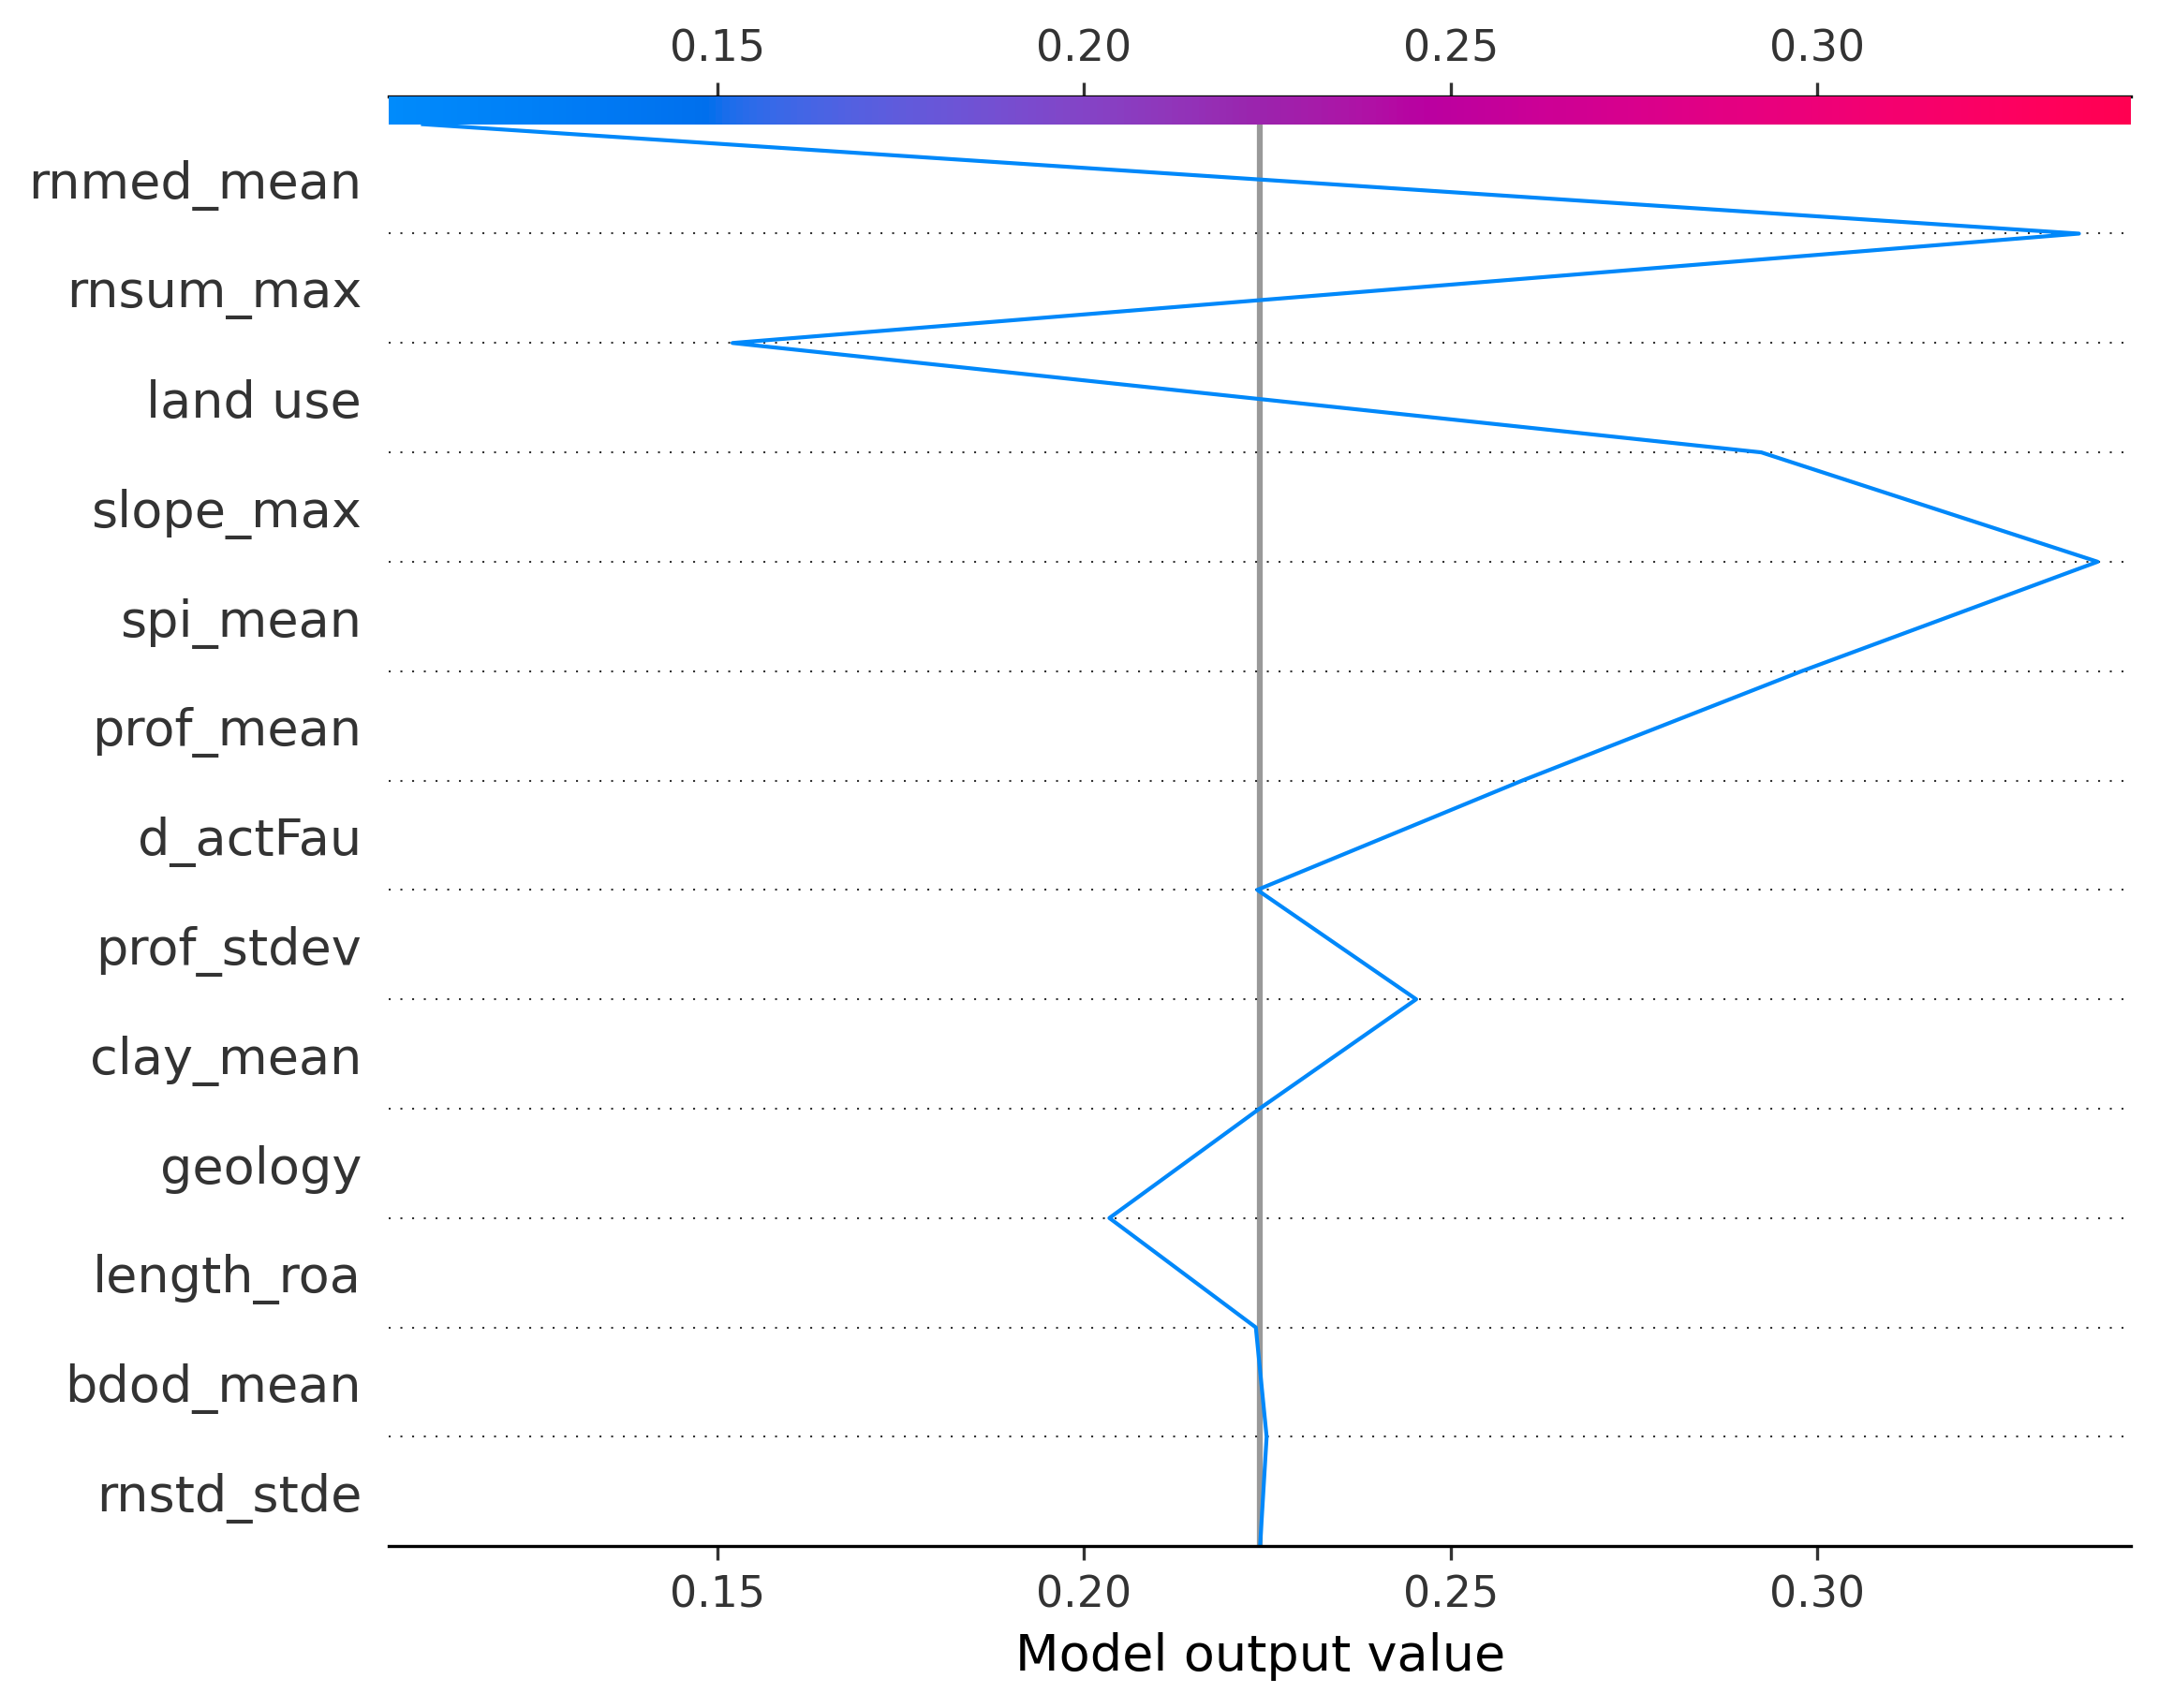 0.15 0.20 0.25 0.30
rnmed_mean
rnsum_max
land use
slope_max
spi_mean
prof_mean
d_actFau
prof_stdev
clay_mean
geology
length_roa
bdod_mean
rnstd_stde
0.15 0.20 0.25 0.30
Model output value